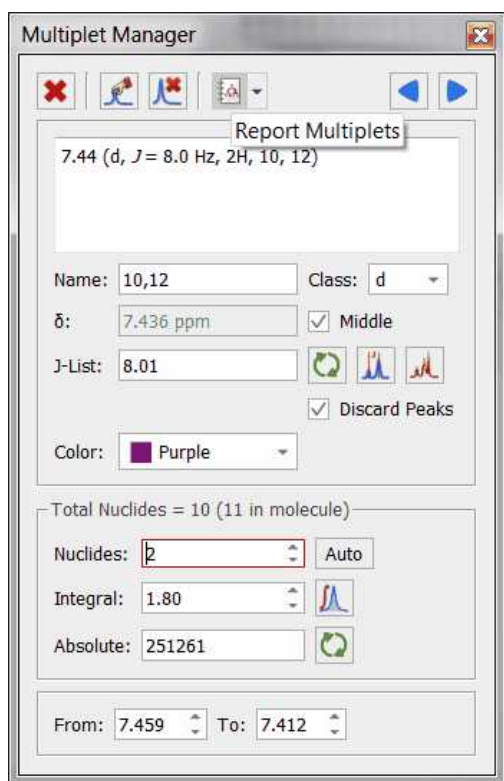 Multiplet Manager
Report Multiplets
7.44 (d, J = 8.0 Hz, 2H, 10, 12)
Name: 10,12 Class: d
δ: 7.436 ppm Middle
J-List: 8.01
Discard Peaks
Color: Purple
Total Nuclides = 10 (11 in molecule)
Nuclides: 2 Auto
Integral: 1.80
Absolute: 251261
From: 7.459 To: 7.412